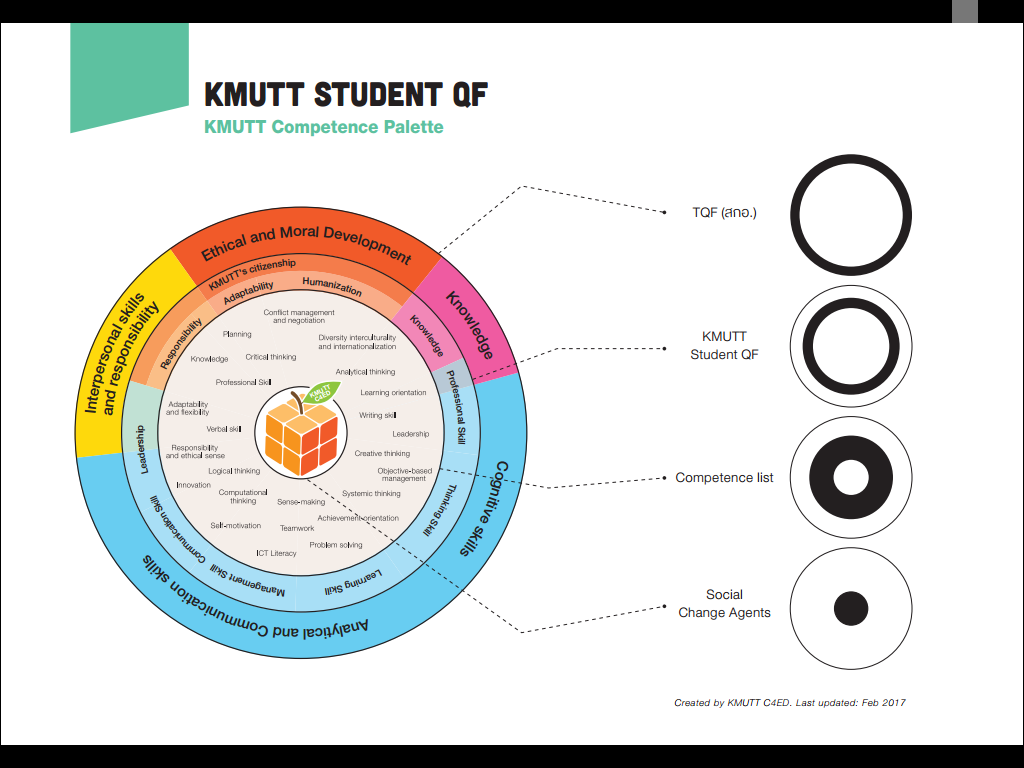 KMUTT STUDENT QF
KMUTT Competence Palette
Ethical and Moral Development
Knowledge
Cognitive skills
Analytical and Communication skills
Interpersonal skills
and responsibility
KMUTT's citizenship
Adaptability
Humanization
Knowledge
Professional Skill
Thinking Skill
Learning Skill
Management Skill
Communication Skill
Leadership
Responsibility
Conflict management
and negotiation
Planning
Diversity interculturality
and internationalization
Knowledge
Critical thinking
Analytical thinking
Professional Skill
Learning orientation
Adaptability
and flexibility
Writing skill
Verbal skill
Leadership
Responsibility
and ethical sense
Creative thinking
Logical thinking
Objective-based
management
Innovation
Computational
thinking
Systemic thinking
Sense-making
Achievement-orientation
Self-motivation
Teamwork
Problem solving
ICT Literacy
KMUTT
C4ED
TQF (สกอ.)
KMUTT
Student QF
Competence list
Social
Change Agents
Created by KMUTT C4ED. Last updated: Feb 2017